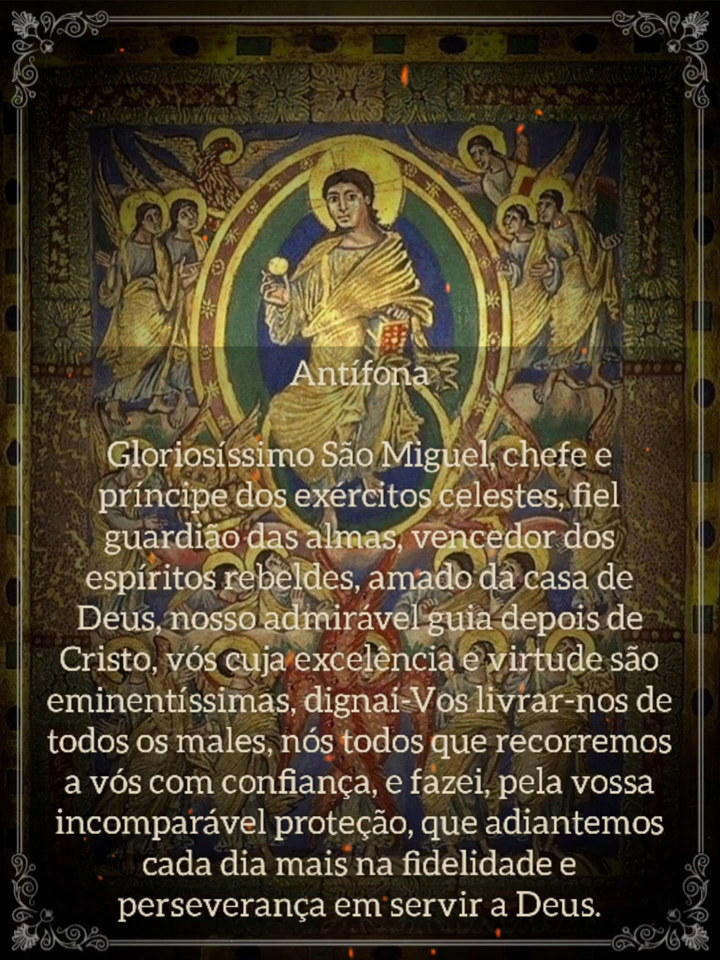 Antífona
Gloriosíssimo São Miguel, chefe e
príncipe dos exércitos celestes, fiel
guardião das almas, vencedor dos
espíritos rebeldes, amado da casa de
Deus, nosso admirável guia depois de
Cristo, vós cuja excelência e virtude são
eminentíssimas, dignaí-Vos livrar-nos de
todos os males, nós todos que recorremos
a vós com confiança, e fazei, pela vossa
incomparável proteção, que adiantemos
cada dia mais na fidelidade e
perseverança em servir a Deus.